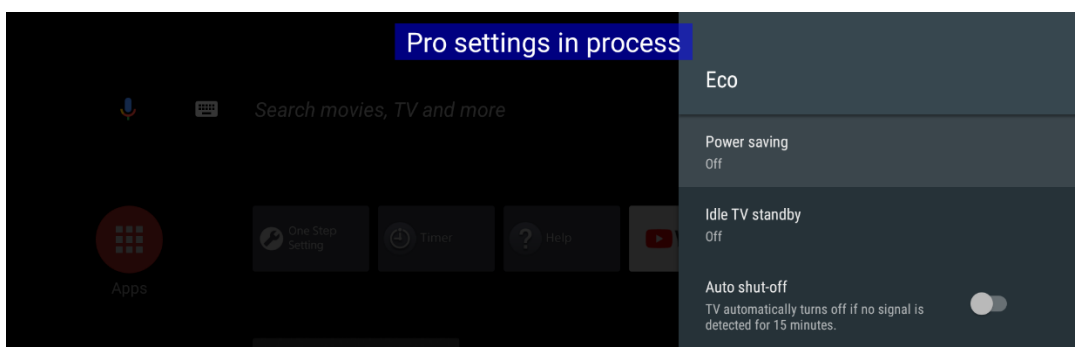 Pro settings in process
Eco
Search movies, TV and more
Power saving
Off
Idle TV standby
Off
One Step
Setting
Timer
Help
Apps
Auto shut-off
TV automatically turns off if no signal is
detected for 15 minutes.